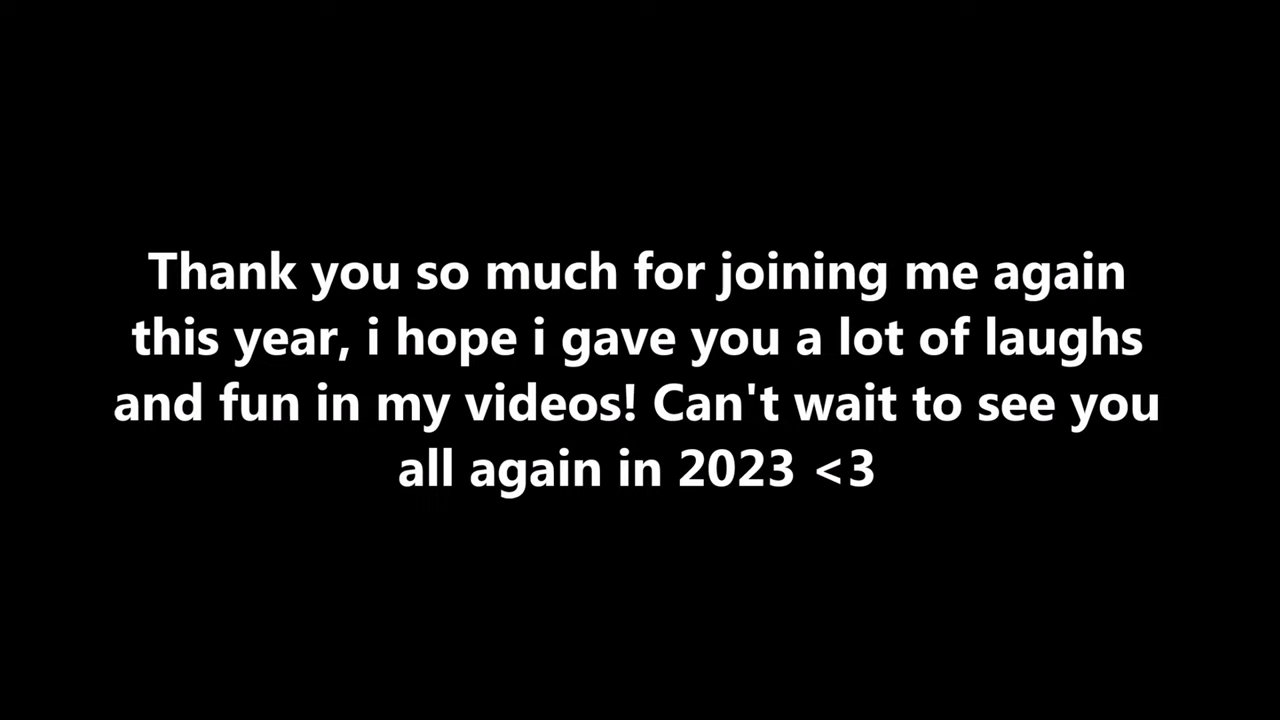 Thank you so much for joining me again
this year, i hope i gave you a lot of laughs
and fun in my videos! Can't wait to see you
all again in 2023 <3